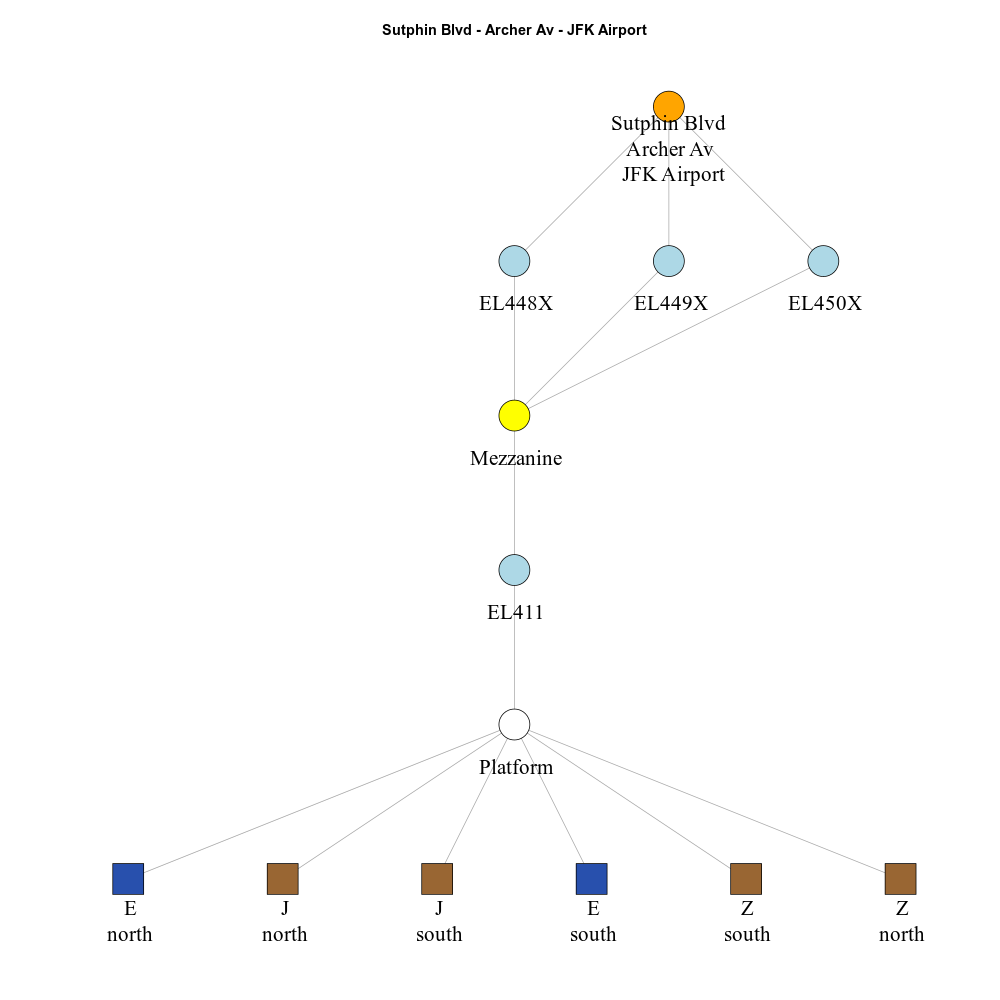 Sutphin Blvd - Archer Av - JFK Airport
Sutphin Blvd
Archer Av
JFK Airport
EL448X
EL449X
EL450X
Mezzanine
EL411
Platform
E
north
J
north
J
south
E
south
Z
south
Z
north